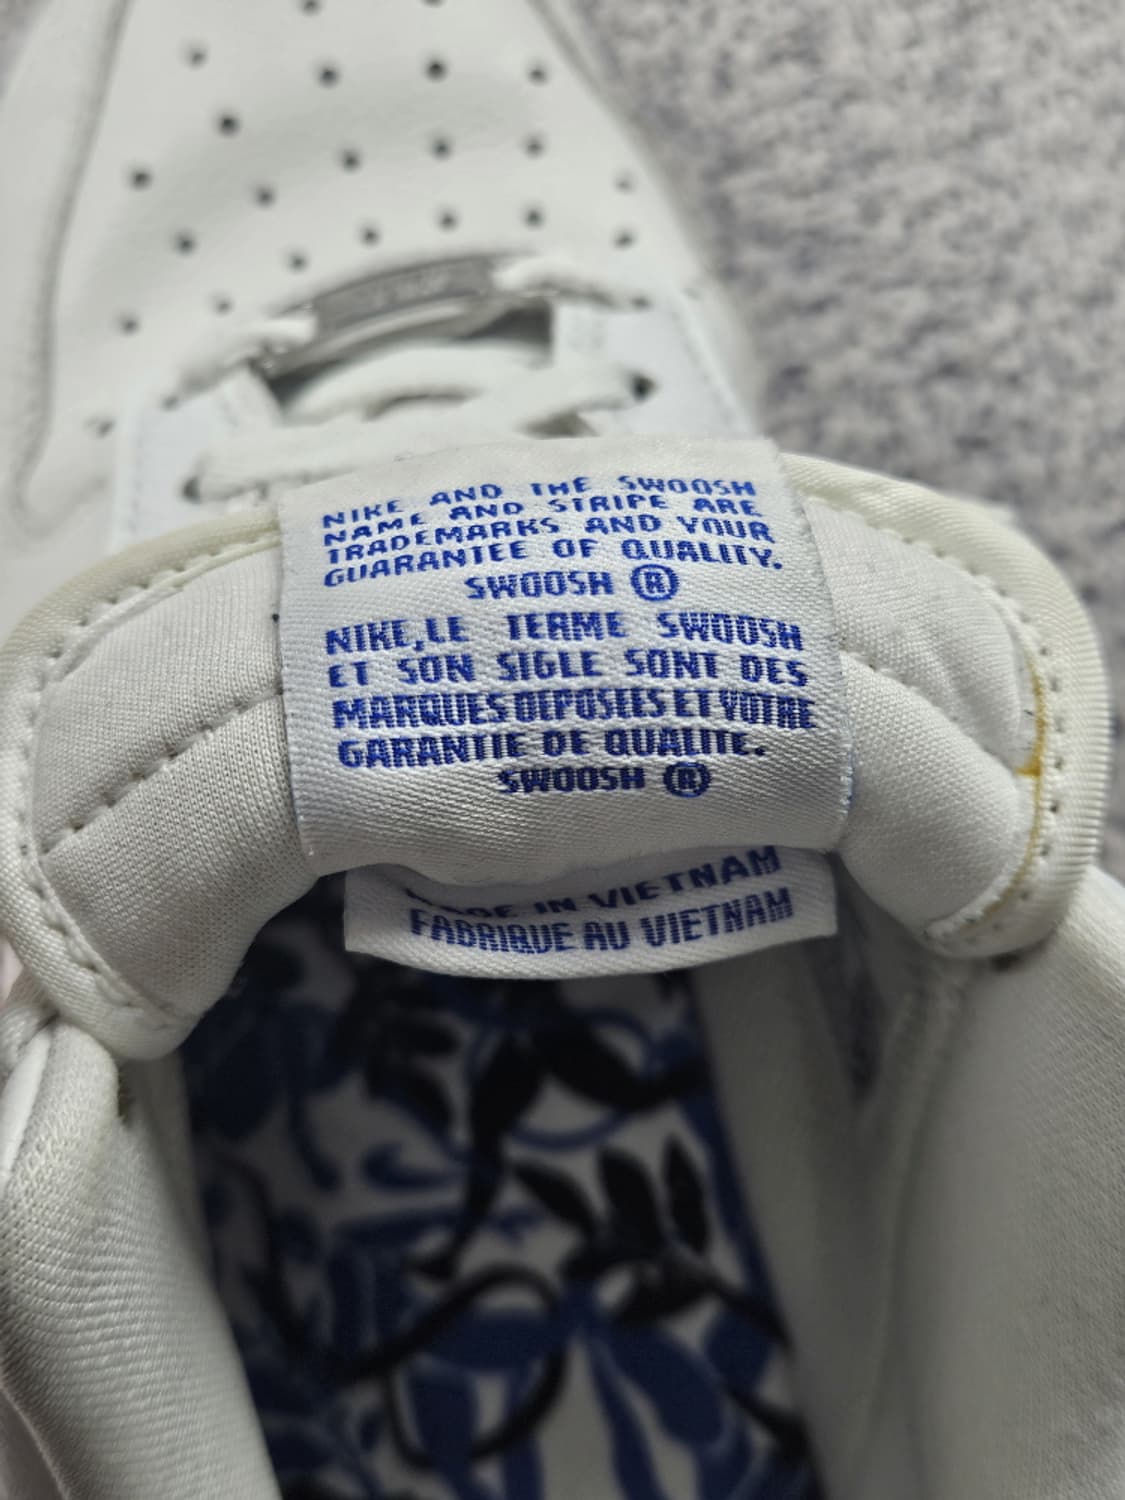 NIKE AND THE SWOOSH
NAME AND STRIPE ARE
TRADEMARKS AND YOUR
GUARANTEE OF QUALITY.
SWOOSH ®
NIKE,LE TERME SWOOSH
ET SON SIGLE SONT DES
MARQUES DEPOSEES ET VOTRE
GARANTIE DE QUALITE.
SWOOSH ®
MADE IN VIETNAM
FABRIQUE AU VIETNAM